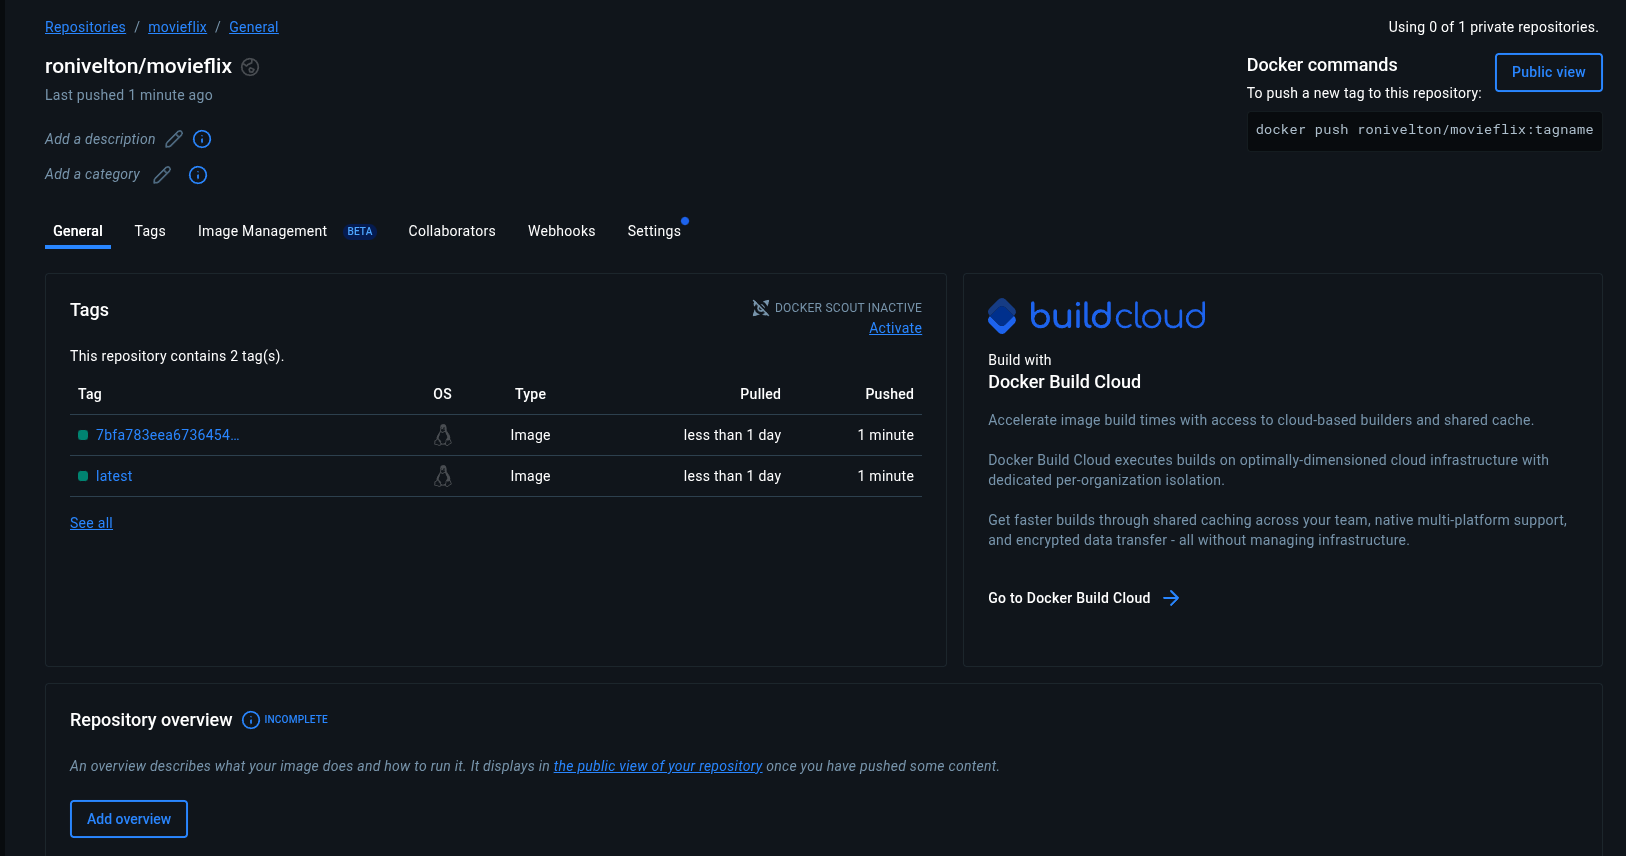 Repositories / movieflix / General
Using 0 of 1 private repositories.
ronivelton/movieflix
Last pushed 1 minute ago
Add a description
Add a category
Docker commands
Public view
To push a new tag to this repository:
docker push ronivelton/movieflix:tagname
General Tags Image Management BETA Collaborators Webhooks Settings
Tags
DOCKER SCOUT INACTIVE
Activate
This repository contains 2 tag(s).
Tag OS Type Pulled Pushed
7bfa783eea6736454... Image less than 1 day 1 minute
latest Image less than 1 day 1 minute
See all
buildcloud
Build with
Docker Build Cloud
Accelerate image build times with access to cloud-based builders and shared cache.
Docker Build Cloud executes builds on optimally-dimensioned cloud infrastructure with
dedicated per-organization isolation.
Get faster builds through shared caching across your team, native multi-platform support,
and encrypted data transfer - all without managing infrastructure.
Go to Docker Build Cloud
Repository overview INCOMPLETE
An overview describes what your image does and how to run it. It displays in the public view of your repository once you have pushed some content.
Add overview